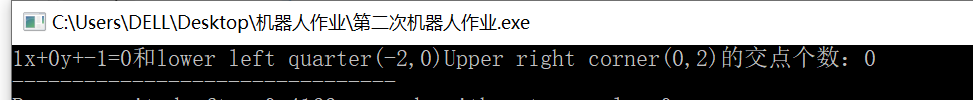 C:\Users\DELL\Desktop\机器人作业\第二次机器人作业.exe
1x+0y+-1=0和lower left quarter(-2,0)Upper right corner(0,2)的交点个数：0
--------------------------------